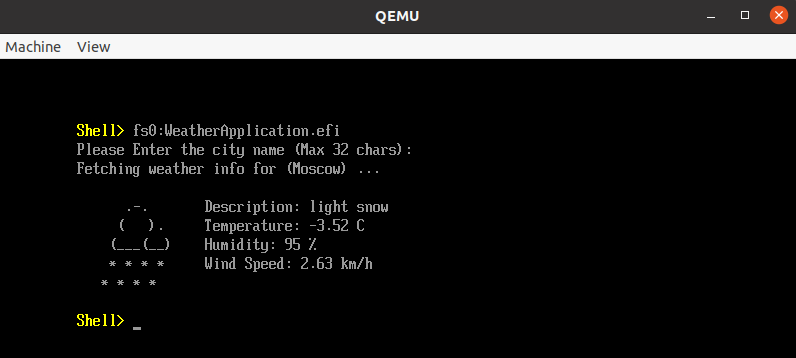 QEMU
Machine View
Shell> fs0:WeatherApplication.efi
Please Enter the city name (Max 32 chars):
Fetching weather info for (Moscow) ...
.-. Description: light snow
( ). Temperature: -3.52 C
(___(__) Humidity: 95 %
* * * * Wind Speed: 2.63 km/h
* * * *
Shell> _